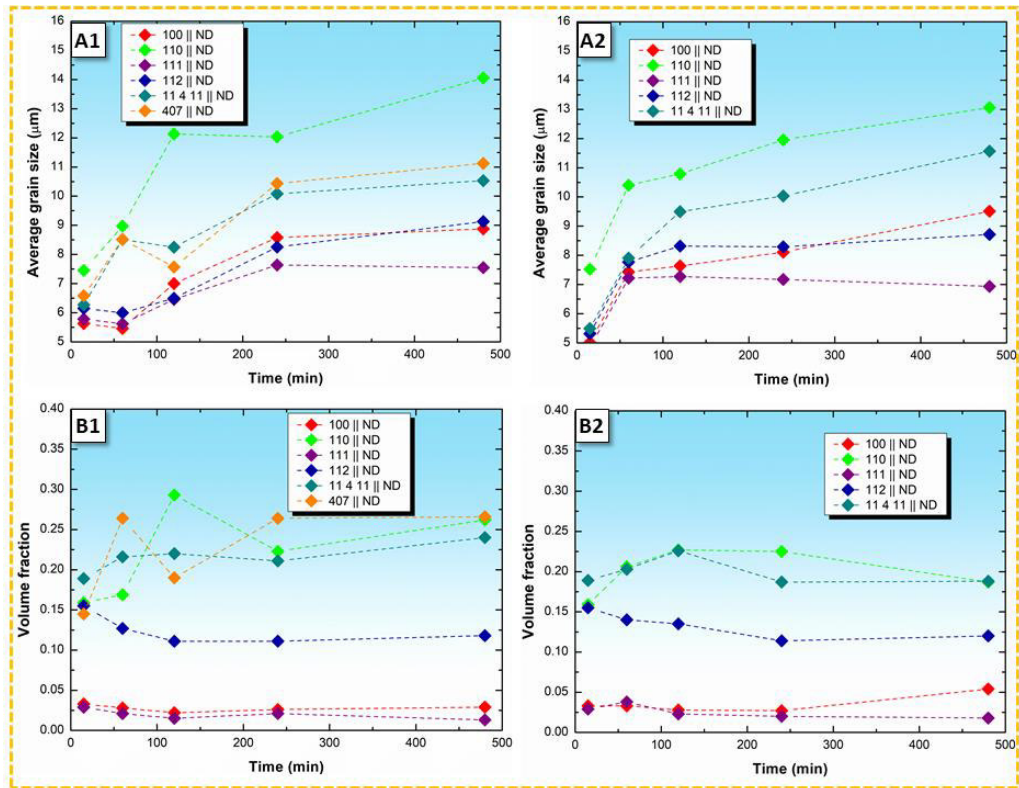 A1
16
15
14
13
12
11
10
9
8
7
6
5
0
100
200
300
400
500
Average grain size (μm)
Time (min)
100 || ND
110 || ND
111 || ND
112 || ND
11 4 11 || ND
407 || ND
A2
16
15
14
13
12
11
10
9
8
7
6
5
0
100
200
300
400
500
Average grain size (μm)
Time (min)
100 || ND
110 || ND
111 || ND
112 || ND
11 4 11 || ND
B1
0.40
0.35
0.30
0.25
0.20
0.15
0.10
0.05
0.00
0
100
200
300
400
500
Volume fraction
Time (min)
100 || ND
110 || ND
111 || ND
112 || ND
11 4 11 || ND
407 || ND
B2
0.40
0.35
0.30
0.25
0.20
0.15
0.10
0.05
0.00
0
100
200
300
400
500
Volume fraction
Time (min)
100 || ND
110 || ND
111 || ND
112 || ND
11 4 11 || ND